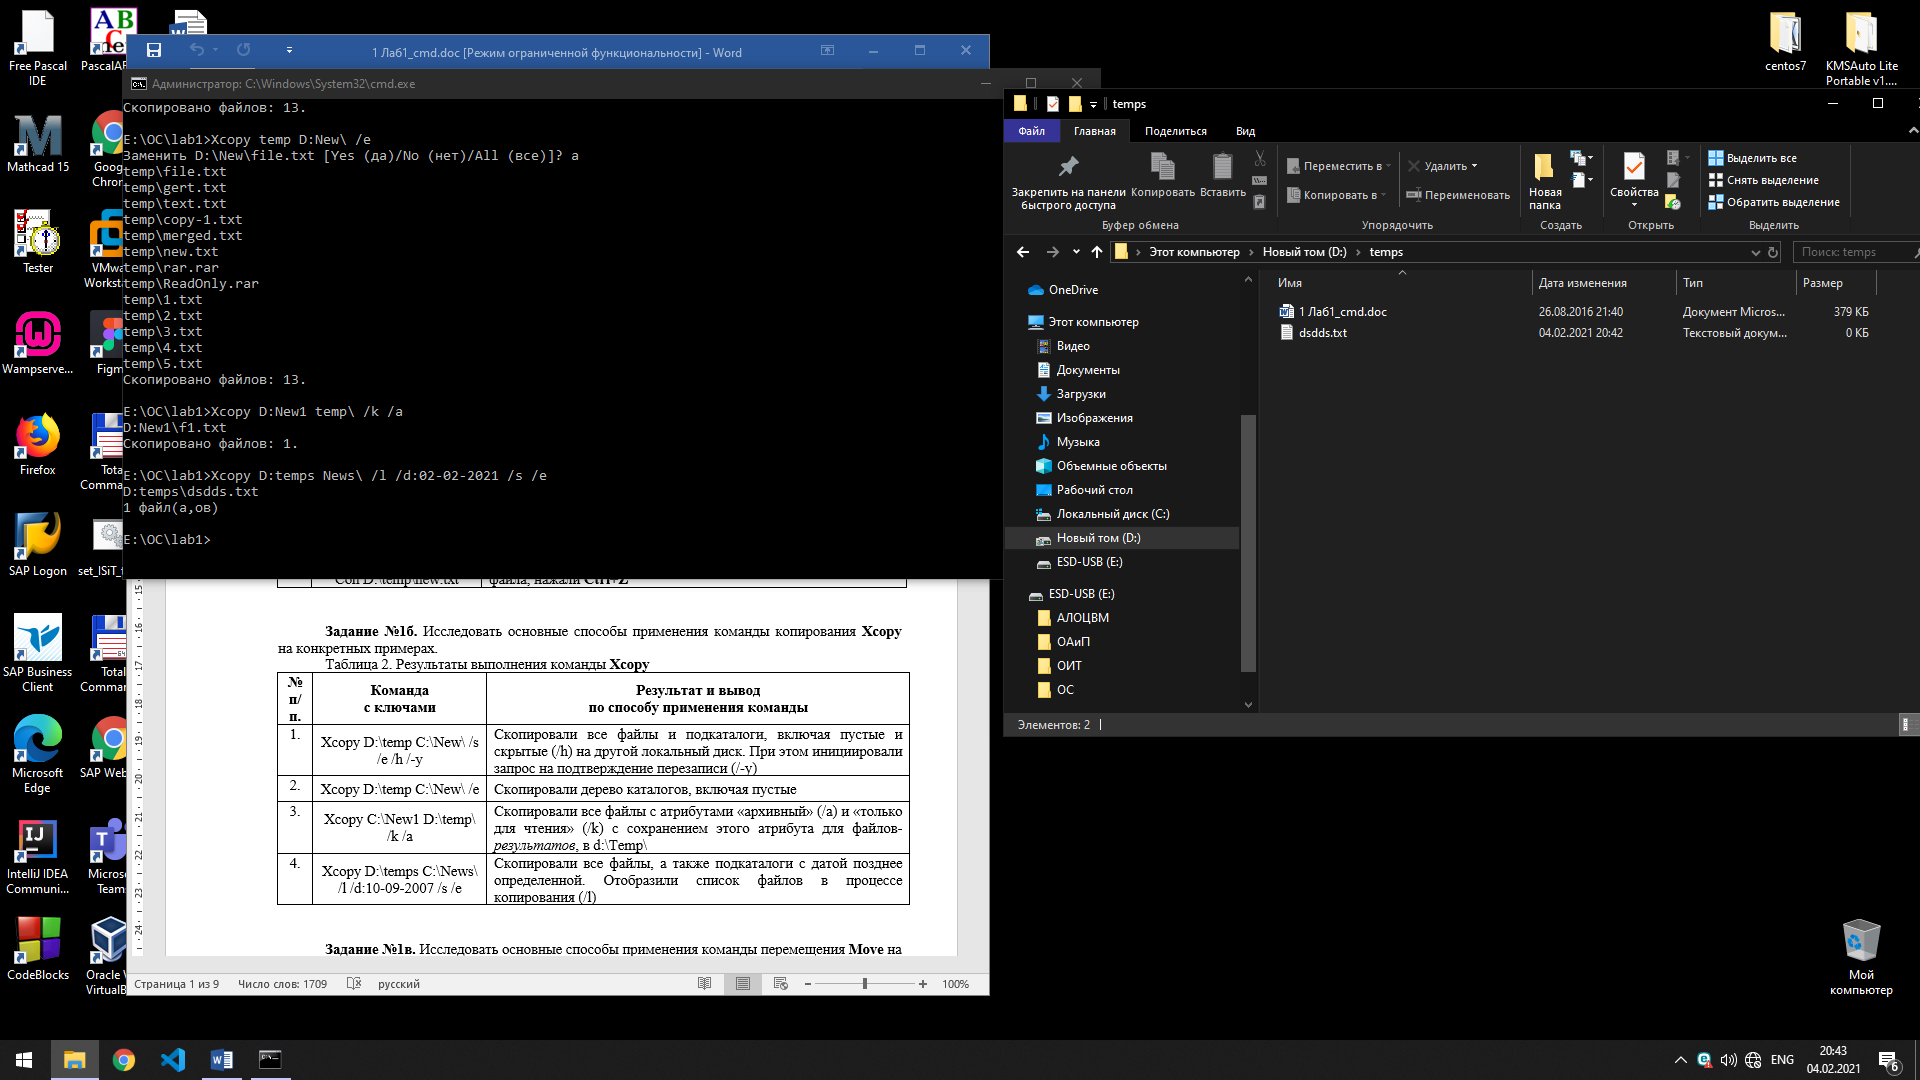 Free Pascal
IDE
Mathcad 15
Tester
Wampserve...
Firefox
SAP Logon
SAP Business
Client
Microsoft
Edge
IntelliJ IDEA
Communi...
CodeBlocks
centos7
KMSAuto Lite
Portable v1....
Мой
компьютер
1 Ла61_cmd.doc [Режим ограниченной функциональности] - Word
Администратор: C:\Windows\System32\cmd.exe
Скопировано файлов: 13.
E:\ОС\lab1>Xcopy temp D:New\ /e
Заменить D:\New\file.txt [Yes (да)/No (нет)/All (все)]? a
temp\file.txt
temp\gert.txt
temp\text.txt
temp\copy-1.txt
temp\merged.txt
temp\new.txt
temp\rar.rar
temp\ReadOnly.rar
temp\1.txt
temp\2.txt
temp\3.txt
temp\4.txt
temp\5.txt
Скопировано файлов: 13.
E:\ОС\lab1>Xcopy D:New1 temp\ /k /a
D:New1\f1.txt
Скопировано файлов: 1.
E:\ОС\lab1>Xcopy D:temps News\ /l /d:02-02-2021 /s /e
D:temps\dsdds.txt
1 файл(а,ов)
E:\ОС\lab1>
Con D:\temp\new.txt файла, нажали Ctrl+Z
Задание №1б. Исследовать основные способы применения команды копирования Xcopy
на конкретных примерах.
Таблица 2. Результаты выполнения команды Xcopy
№
п/
п.
Команда
с ключами
Результат и вывод
по способу применения команды
1.
Xcopy D:\temp C:\New\ /s
/e /h /-y
Скопировали все файлы и подкаталоги, включая пустые и
скрытые (/h) на другой локальный диск. При этом инициировали
запрос на подтверждение перезаписи (/-y)
2.
Xcopy D:\temp C:\New\ /e
Скопировали дерево каталогов, включая пустые
3.
Xcopy C:\New1 D:\temp\
/k /a
Скопировали все файлы с атрибутами «архивный» (/a) и «только
для чтения» (/k) с сохранением этого атрибута для файлов-
результатов, в d:\Temp\
4.
Xcopy D:\temps C:\News\
/l /d:10-09-2007 /s /e
Скопировали все файлы, а также подкаталоги с датой позднее
определенной. Отобразили список файлов в процессе
копирования (/l)
Задание №1в. Исследовать основные способы применения команды перемещения Move на
Страница 1 из 9 Число слов: 1709 русский 100%
temps
Файл Главная Поделиться Вид
Закрепить на панели
быстрого доступа
Копировать
Вставить
Буфер обмена
Переместить в
Копировать в
Удалить
Переименовать
Упорядочить
Новая
папка
Создать
Свойства
Открыть
Выделить все
Снять выделение
Обратить выделение
Выделить
Этот компьютер Новый том (D:) temps
Поиск: temps
OneDrive
Этот компьютер
Видео
Документы
Загрузки
Изображения
Музыка
Объемные объекты
Рабочий стол
Локальный диск (C:)
Новый том (D:)
ESD-USB (E:)
ESD-USB (E:)
АЛОЦВМ
ОАиП
ОИТ
ОС
Имя Дата изменения Тип Размер
1 Ла61_cmd.doc 26.08.2016 21:40 Документ Micros... 379 КБ
dsdds.txt 04.02.2021 20:42 Текстовый докум... 0 КБ
Элементов: 2
ENG
20:43
04.02.2021
6